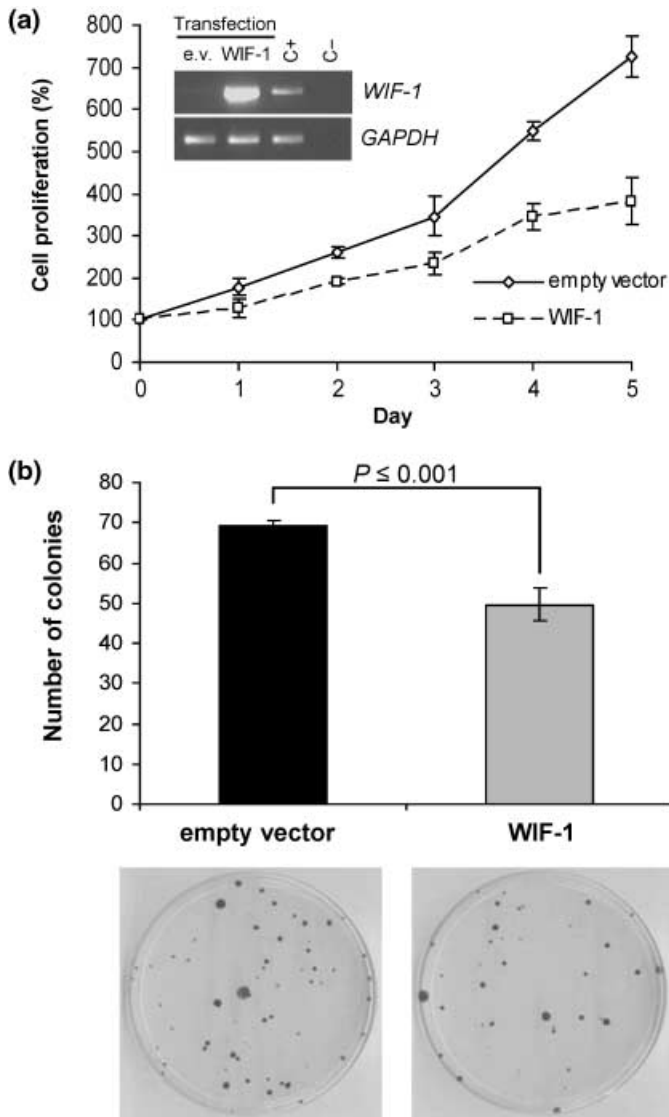 (a)
Transfection
e.v. WIF-1 C+ C−
WIF-1
GAPDH
Cell proliferation (%)
800
700
600
500
400
300
200
100
0
empty vector
WIF-1
0 1 2 3 4 5
Day
(b)
P ≤ 0.001
Number of colonies
80
70
60
50
40
30
20
10
0
empty vector WIF-1